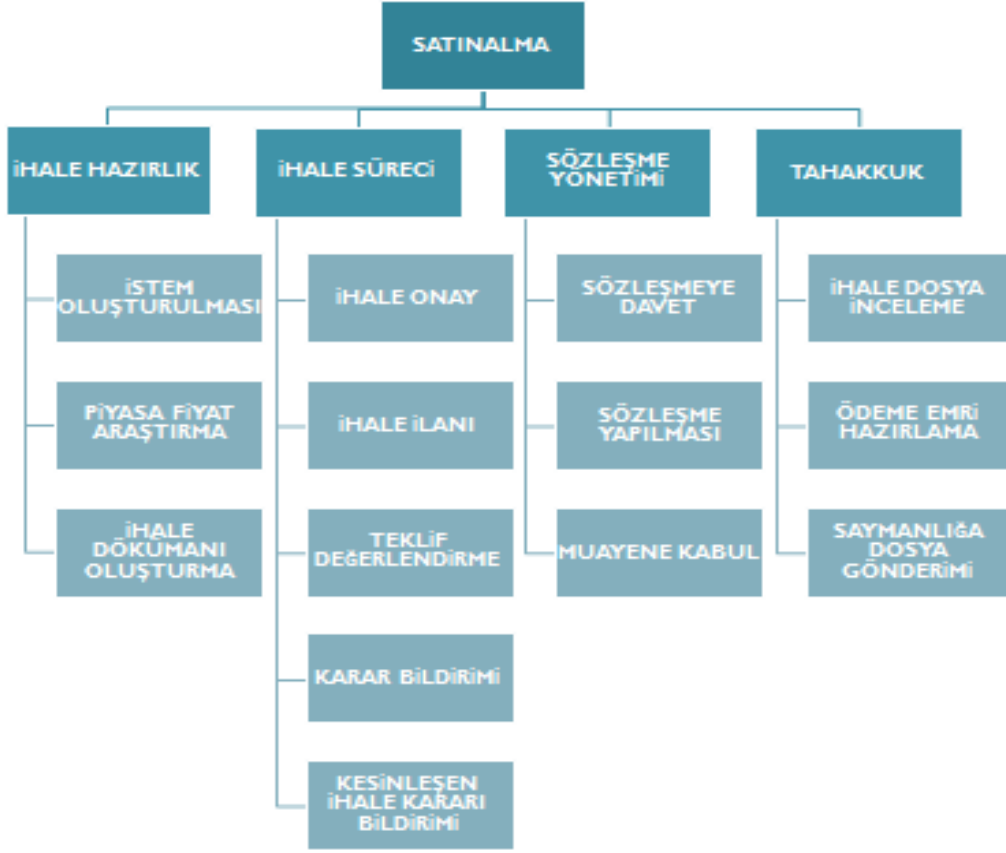 SATINALMA
İHALE HAZIRLIK
İSTEM
OLUŞTURULMASI
PİYASA FİYAT
ARAŞTIRMA
İHALE
DÖKÜMANI
OLUŞTURMA
İHALE SÜRECİ
İHALE ONAY
İHALE İLANI
TEKLİF
DEĞERLENDİRME
KARAR BİLDİRİMİ
KESİNLEŞEN
İHALE KARARI
BİLDİRİMİ
SÖZLEŞME
YÖNETİMİ
SÖZLEŞMEYE
DAVET
SÖZLEŞME
YAPILMASI
MUAYENE KABUL
TAHAKKUK
İHALE DOSYA
İNCELEME
ÖDEME EMRİ
HAZIRLAMA
SAYMANLIĞA
DOSYA
GÖNDERİMİ